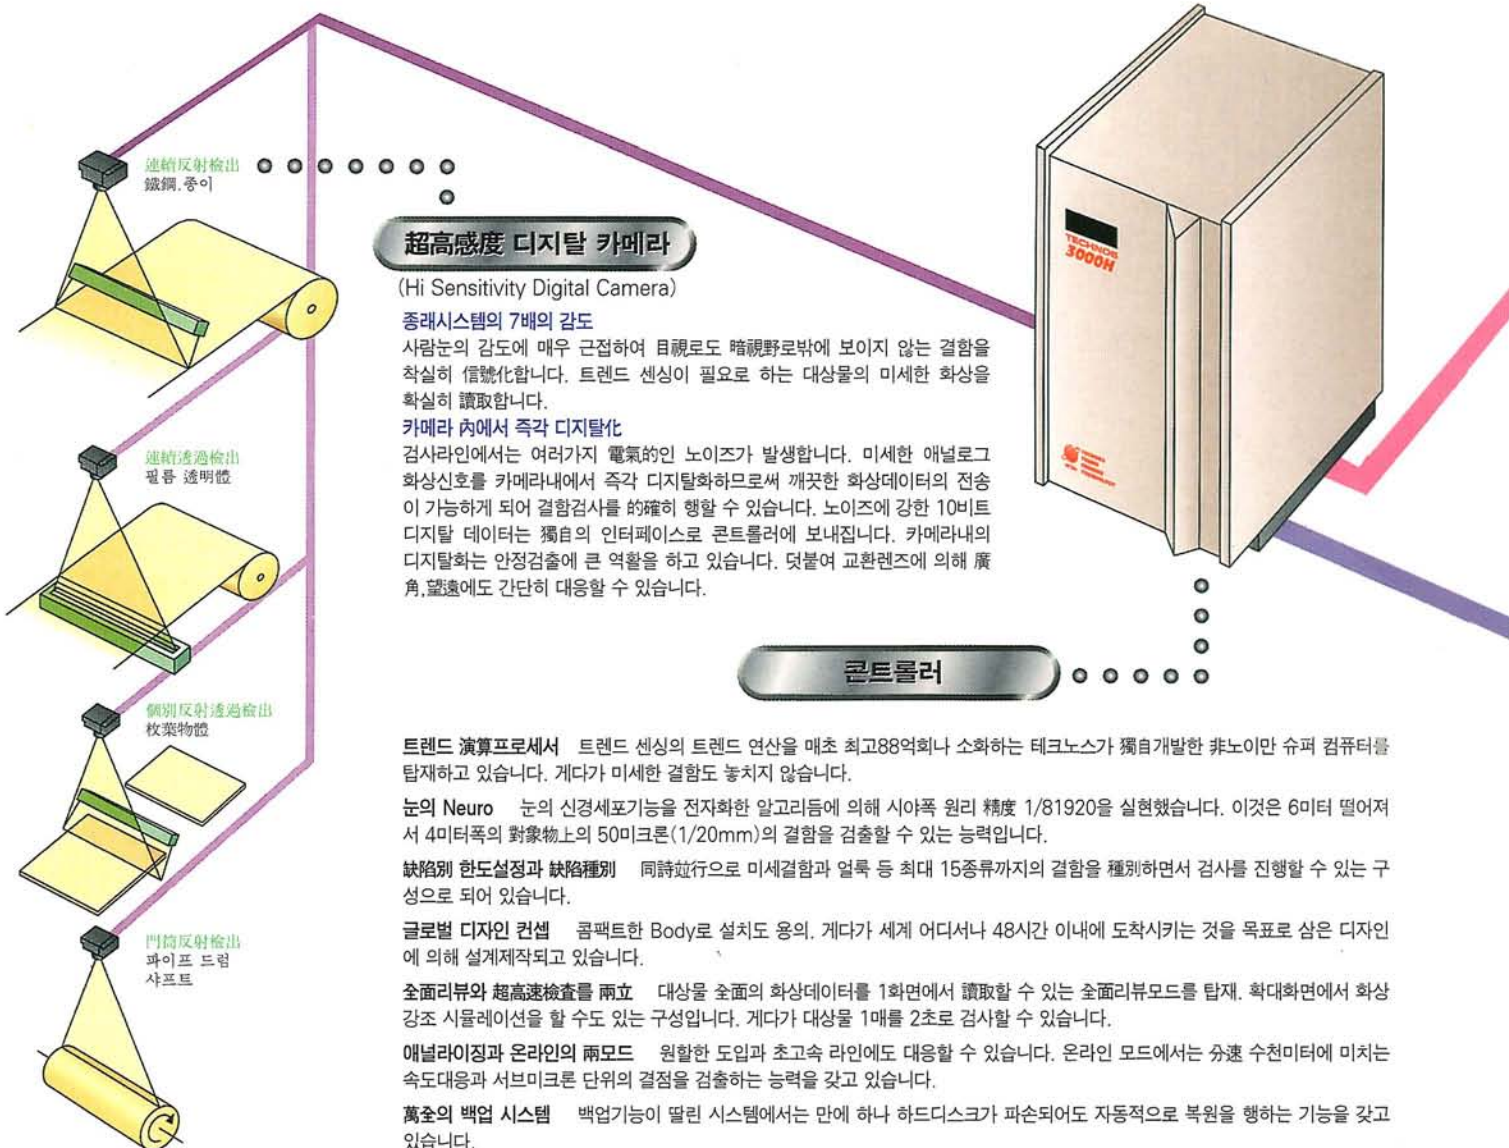 連續反射檢出
鐵鋼.종이
超高感度 디지탈 카메라
(Hi Sensitivity Digital Camera)
종래시스템의 7배의 감도
사람눈의 감도에 매우 근접하여 目視로도 暗視野로밖에 보이지 않는 결함을
착실히 信號化합니다. 트렌드 센싱이 필요로 하는 대상물의 미세한 화상을
확실히 讀取합니다.
카메라 內에서 즉각 디지탈化
검사라인에서는 여러가지 電氣的인 노이즈가 발생합니다. 미세한 애널로그
화상신호를 카메라내에서 즉각 디지탈화하므로써 깨끗한 화상데이터의 전송
이 가능하게 되어 결함검사를 的確히 행할 수 있습니다. 노이즈에 강한 10비트
디지탈 데이터는 獨自의 인터페이스로 콘트롤러에 보내집니다. 카메라내의
디지탈화는 안정검출에 큰 역활을 하고 있습니다. 덧붙여 교환렌즈에 의해 廣
角,望遠에도 간단히 대응할 수 있습니다.
連續透過檢出
필름 透明體
個別反射透過檢出
枚葉物體
門筒反射檢出
파이프 드럼
샤프트
TECHNOS
3000H
콘트롤러
트렌드 演算프로세서 트렌드 센싱의 트렌드 연산을 매초 최고88억회나 소화하는 테크노스가 獨自개발한 非노이만 슈퍼 컴퓨터를
탑재하고 있습니다. 게다가 미세한 결함도 놓치지 않습니다.
눈의 Neuro 눈의 신경세포기능을 전자화한 알고리듬에 의해 시야폭 원리 精度 1/81920을 실현했습니다. 이것은 6미터 떨어져
서 4미터폭의 對象物上의 50미크론(1/20mm)의 결함을 검출할 수 있는 능력입니다.
缺陷別 한도설정과 缺陷種別 同詩竝行으로 미세결함과 얼룩 등 최대 15종류까지의 결함을 種別하면서 검사를 진행할 수 있는 구
성으로 되어 있습니다.
글로벌 디자인 컨셉 콤팩트한 Body로 설치도 용의. 게다가 세계 어디서나 48시간 이내에 도착시키는 것을 목표로 삼은 디자인
에 의해 설계제작되고 있습니다.
全面리뷰와 超高速檢査를 兩立 대상물 全面의 화상데이터를 1화면에서 讀取할 수 있는 全面리뷰모드를 탑재. 확대화면에서 화상
강조 시뮬레이션을 할 수도 있는 구성입니다. 게다가 대상물 1매를 2초로 검사할 수 있습니다.
애널라이징과 온라인의 兩모드 원할한 도입과 초고속 라인에도 대응할 수 있습니다. 온라인 모드에서는 分速 수천미터에 미치는
속도대응과 서브미크론 단위의 결점을 검출하는 능력을 갖고 있습니다.
萬全의 백업 시스템 백업기능이 딸린 시스템에서는 만에 하나 하드디스크가 파손되어도 자동적으로 복원을 행하는 기능을 갖고
있습니다.